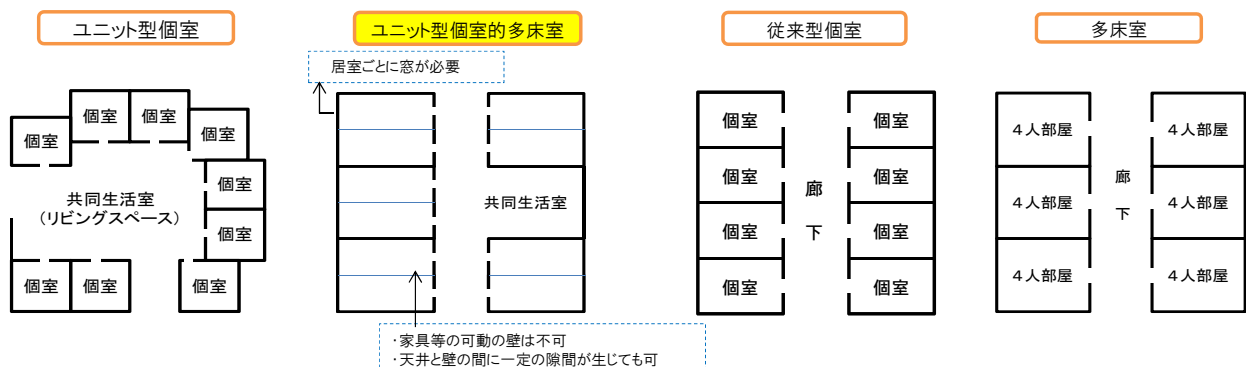 ユニット型個室
ユニット型個室的多床室
従来型個室
多床室
居室ごとに窓が必要
個室
個室
個室
個室
個室
個室
共同生活室
(リビングスペース)
個室
個室
個室
共同生活室
・家具等の可動の壁は不可
・天井と壁の間に一定の隙間が生じても可
個室
個室
個室
個室
廊
下
個室
個室
個室
個室
4人部屋
4人部屋
4人部屋
廊
下
4人部屋
4人部屋
4人部屋